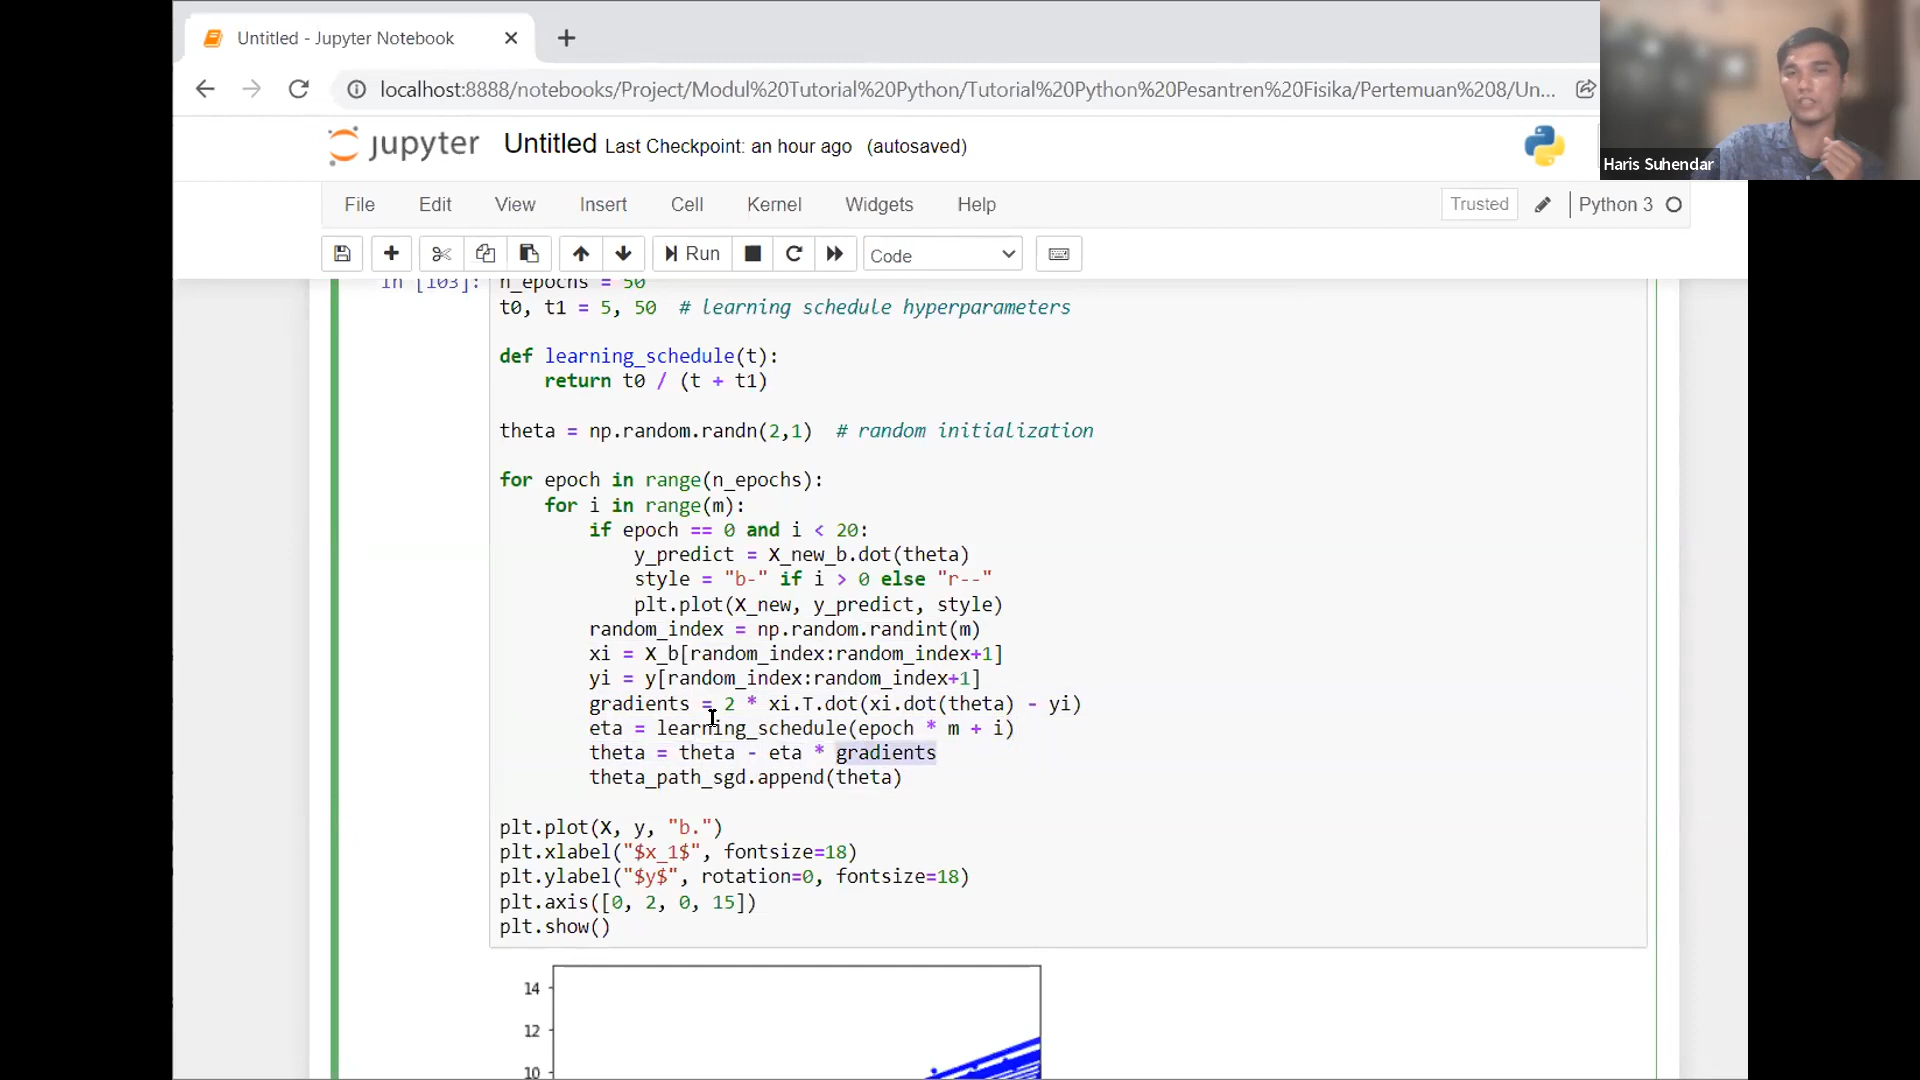 Untitled - Jupyter Notebook
localhost:8888/notebooks/Project/Modul%20Tutorial%20Python/Tutorial%20Python%20Pesantren%20Fisika/Pertemuan%208/Un...
Haris Suhendar
jupyter Untitled Last Checkpoint: an hour ago (autosaved)
File Edit View Insert Cell Kernel Widgets Help Trusted Python 3
Run Code
In [103]: n_epochs = 50
t0, t1 = 5, 50  # learning schedule hyperparameters
def learning_schedule(t):
    return t0 / (t + t1)
theta = np.random.randn(2,1)  # random initialization
for epoch in range(n_epochs):
    for i in range(m):
        if epoch == 0 and i < 20:
            y_predict = X_new_b.dot(theta)
            style = "b-" if i > 0 else "r--"
            plt.plot(X_new, y_predict, style)
        random_index = np.random.randint(m)
        xi = X_b[random_index:random_index+1]
        yi = y[random_index:random_index+1]
        gradients = 2 * xi.T.dot(xi.dot(theta) - yi)
        eta = learning_schedule(epoch * m + i)
        theta = theta - eta * gradients
        theta_path_sgd.append(theta)
plt.plot(X, y, "b.")
plt.xlabel("$x_1$", fontsize=18)
plt.ylabel("$y$", rotation=0, fontsize=18)
plt.axis([0, 2, 0, 15])
plt.show()
14
12
10